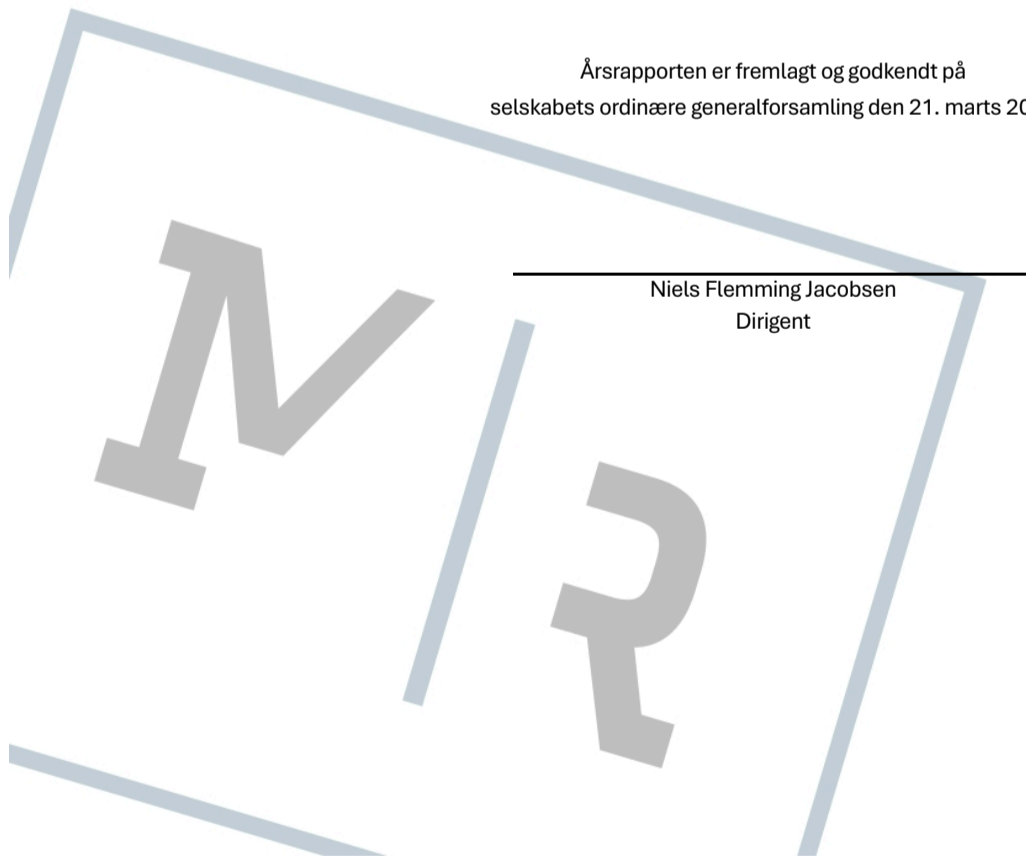 Årsrapporten er fremlagt og godkendt på
selskabets ordinære generalforsamling den 21. marts
Niels Flemming Jacobsen
Dirigent